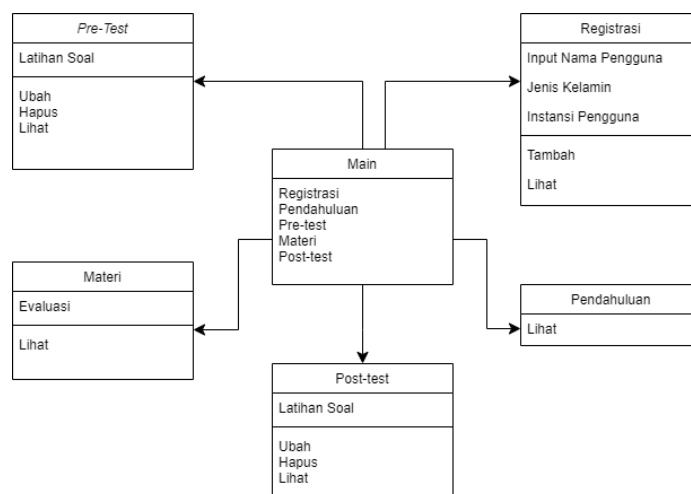 Pre-Test
Latihan Soal
Ubah
Hapus
Lihat
Registrasi
Input Nama Pengguna
Jenis Kelamin
Instansi Pengguna
Tambah
Lihat
Main
Registrasi
Pendahuluan
Pre-test
Materi
Post-test
Materi
Evaluasi
Lihat
Pendahuluan
Lihat
Post-test
Latihan Soal
Ubah
Hapus
Lihat